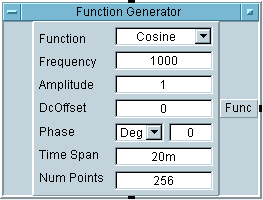 Function Generator
Function Cosine
Frequency 1000
Amplitude 1
DcOffset 0 Func
Phase Deg 0
Time Span 20m
Num Points 256